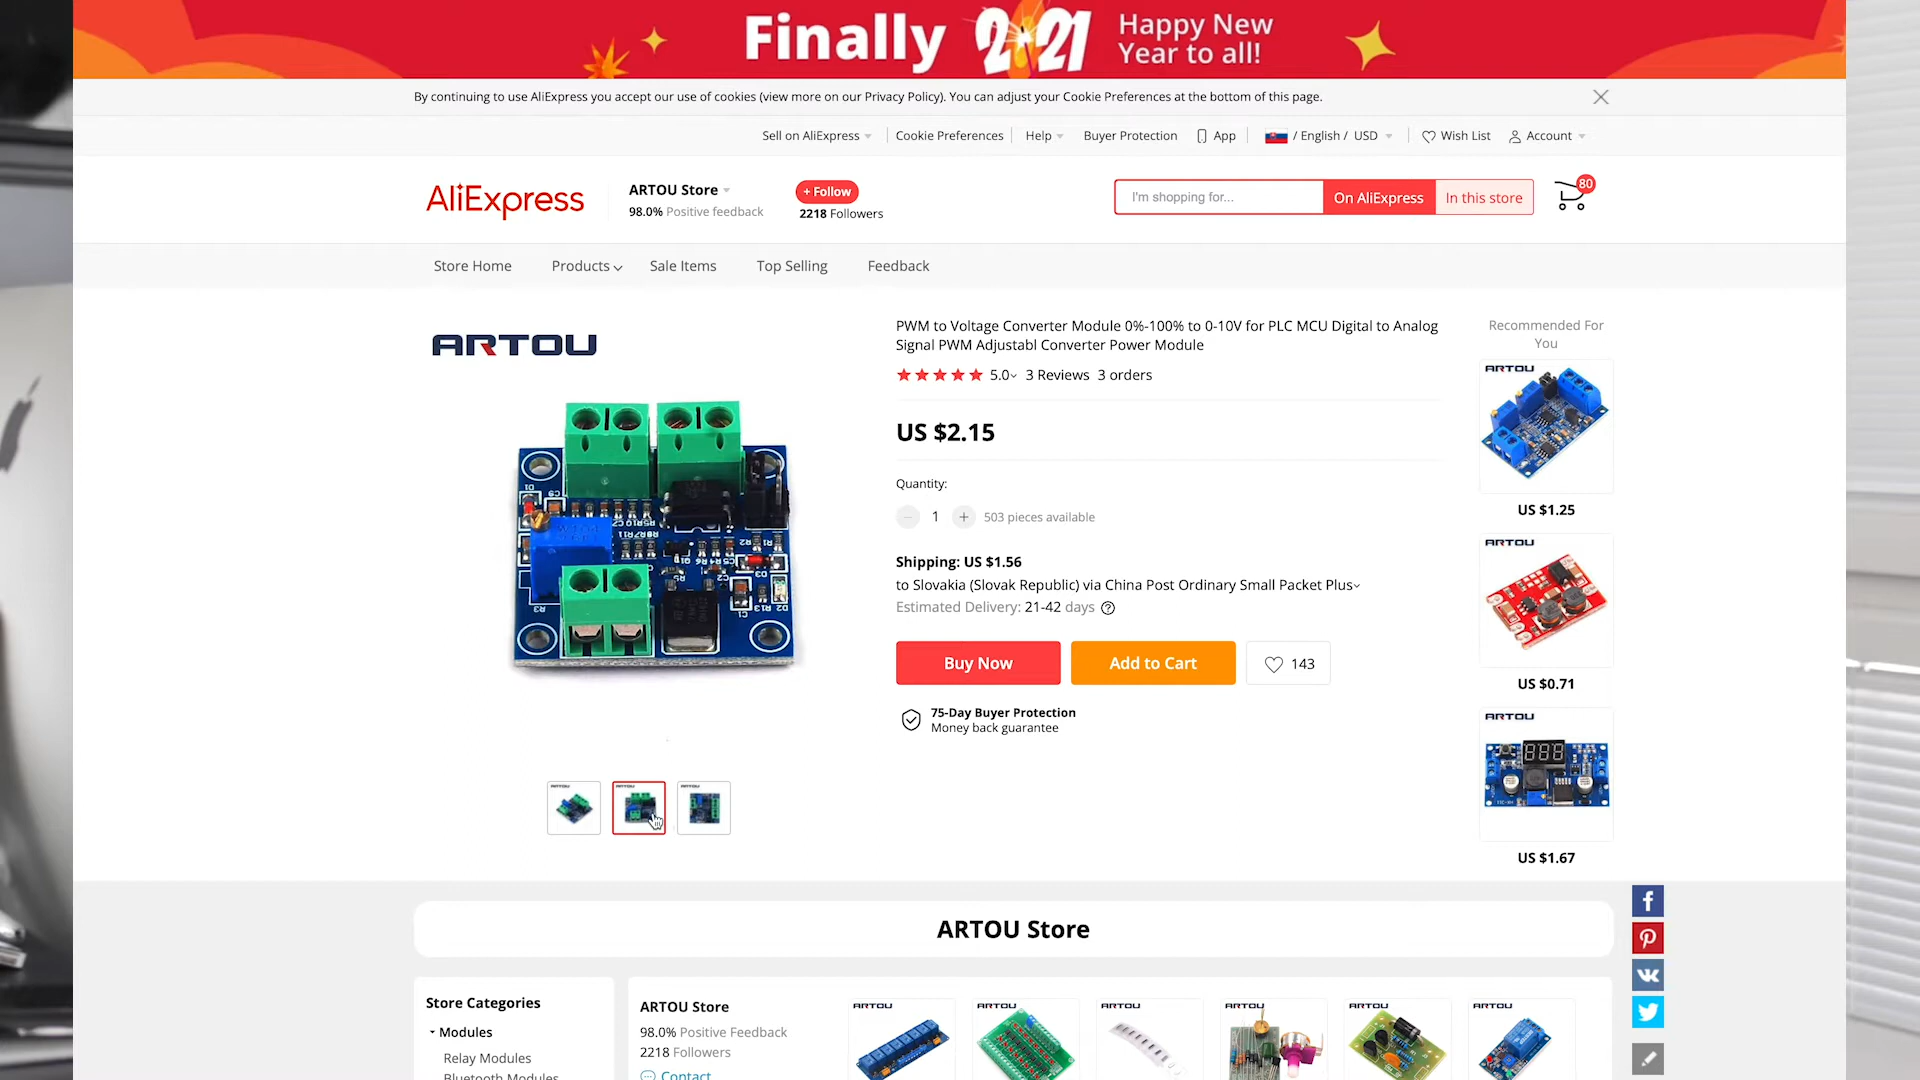 Finally 2021 Happy New
Year to all!
By continuing to use AliExpress you accept our use of cookies (view more on our Privacy Policy). You can adjust your Cookie Preferences at the bottom of this page.
Sell on AliExpress
Cookie Preferences
Help
Buyer Protection
App
/ English / USD
Wish List
Account
AliExpress
ARTOU Store
98.0% Positive feedback
+ Follow
2218 Followers
I'm shopping for...
On AliExpress
In this store
80
Store Home
Products
Sale Items
Top Selling
Feedback
ARTOU
PWM to Voltage Converter Module 0%-100% to 0-10V for PLC MCU Digital to Analog
Signal PWM Adjustabl Converter Power Module
5.0 3 Reviews 3 orders
US $2.15
Quantity:
1
503 pieces available
Shipping: US $1.56
to Slovakia (Slovak Republic) via China Post Ordinary Small Packet Plus
Estimated Delivery: 21-42 days
Buy Now
Add to Cart
143
75-Day Buyer Protection
Money back guarantee
Recommended For
You
ARTOU
US $1.25
ARTOU
US $0.71
ARTOU
US $1.67
ARTOU Store
Store Categories
Modules
Relay Modules
Bluetooth Modules
ARTOU Store
98.0% Positive Feedback
2218 Followers
Contact
ARTOU
ARTOU
ARTOU
ARTOU
ARTOU
ARTOU